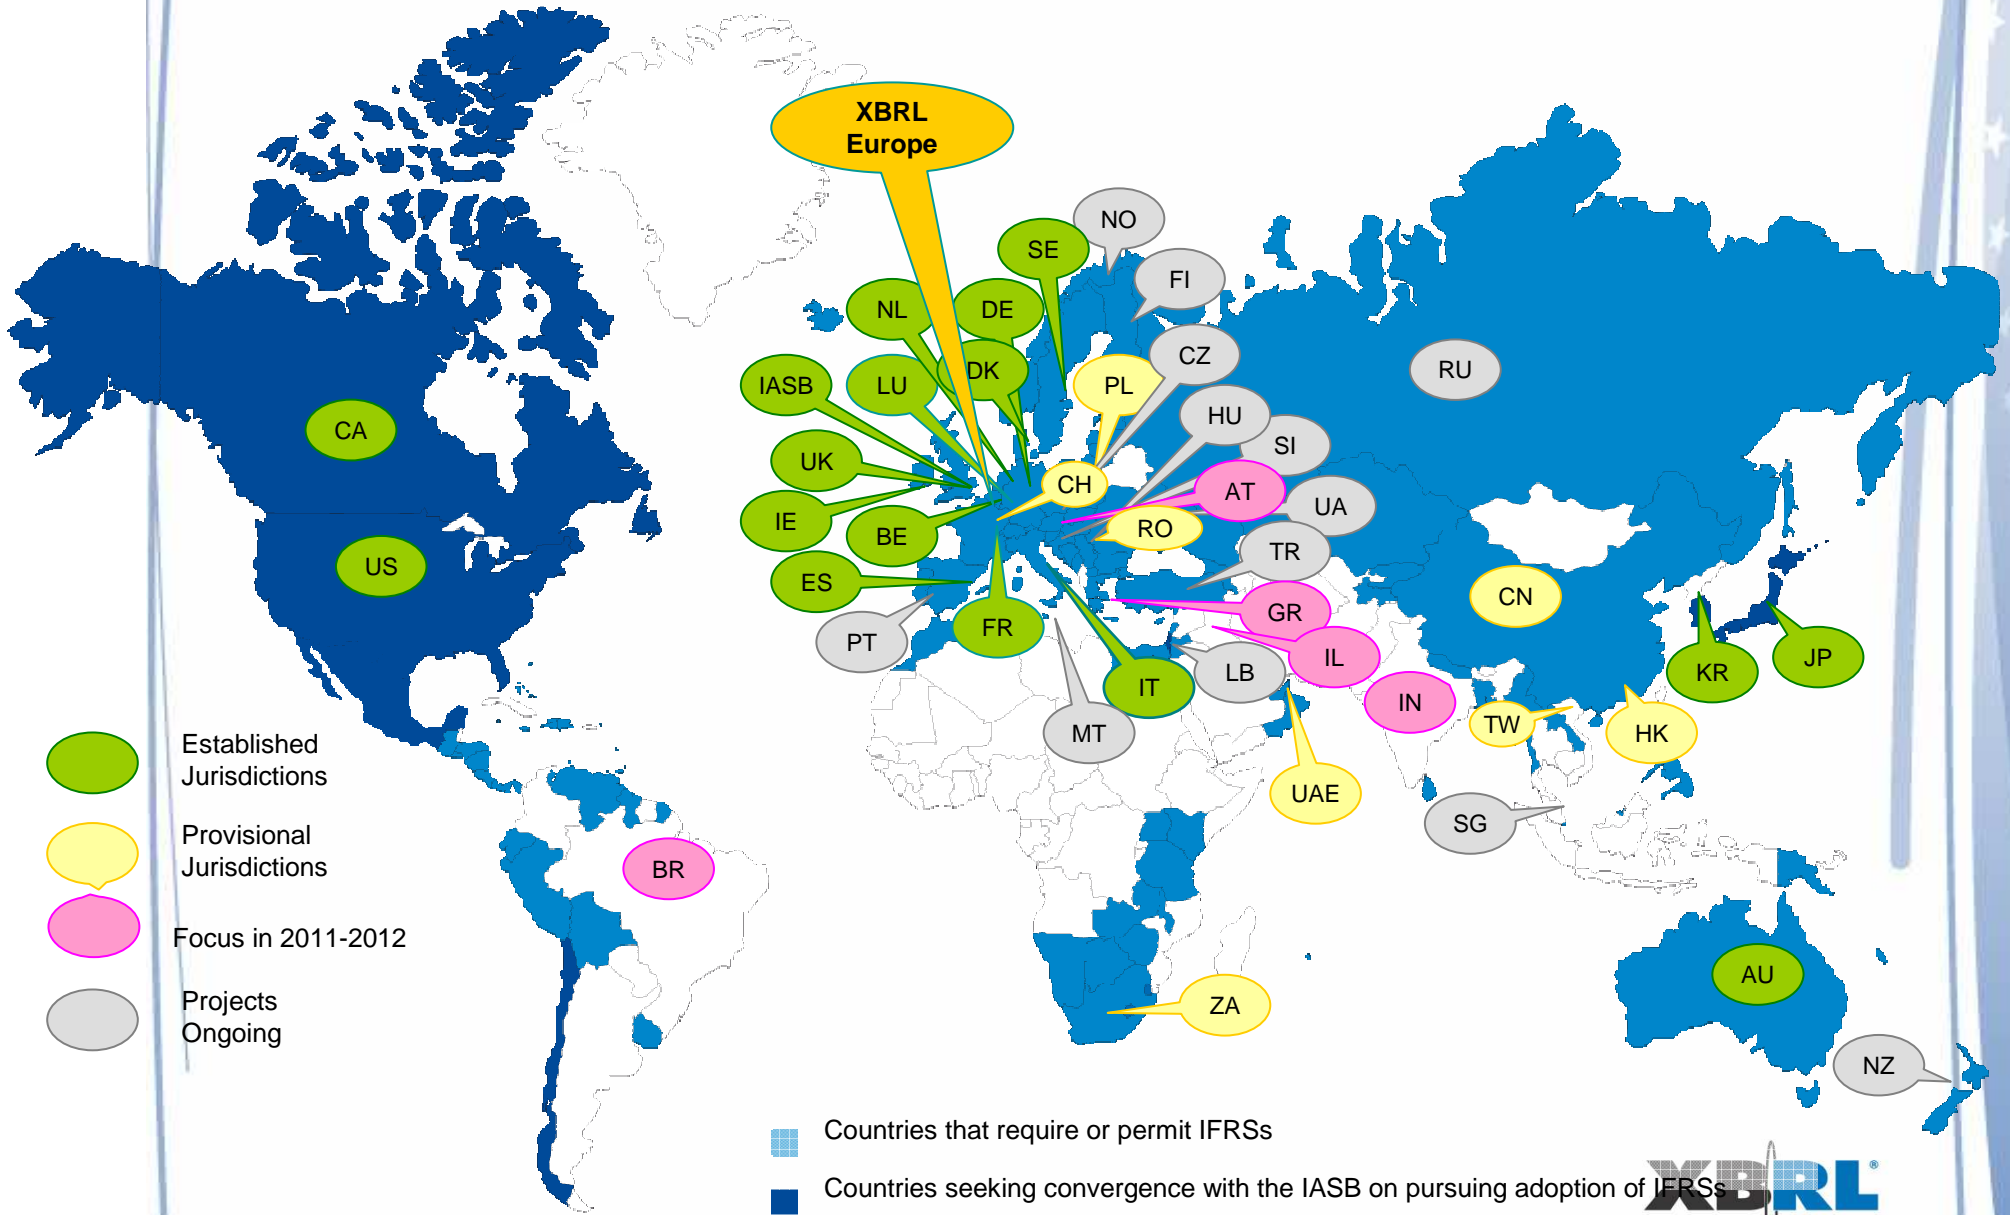 XBRL
Europe
NO
SE
FI
NL
DE
CZ
RU
IASB
LU
DK
PL
HU
CA
SI
UK
CH
AT
UA
IE
BE
RO
TR
US
ES
CN
GR
FR
PT
IL
LB
KR
JP
IT
IN
TW
HK
MT
UAE
SG
BR
AU
ZA
NZ
Established
Jurisdictions
Provisional
Jurisdictions
Focus in 2011-2012
Projects
Ongoing
Countries that require or permit IFRSs
Countries seeking convergence with the IASB on pursuing adoption of IFRSs
XBRL®